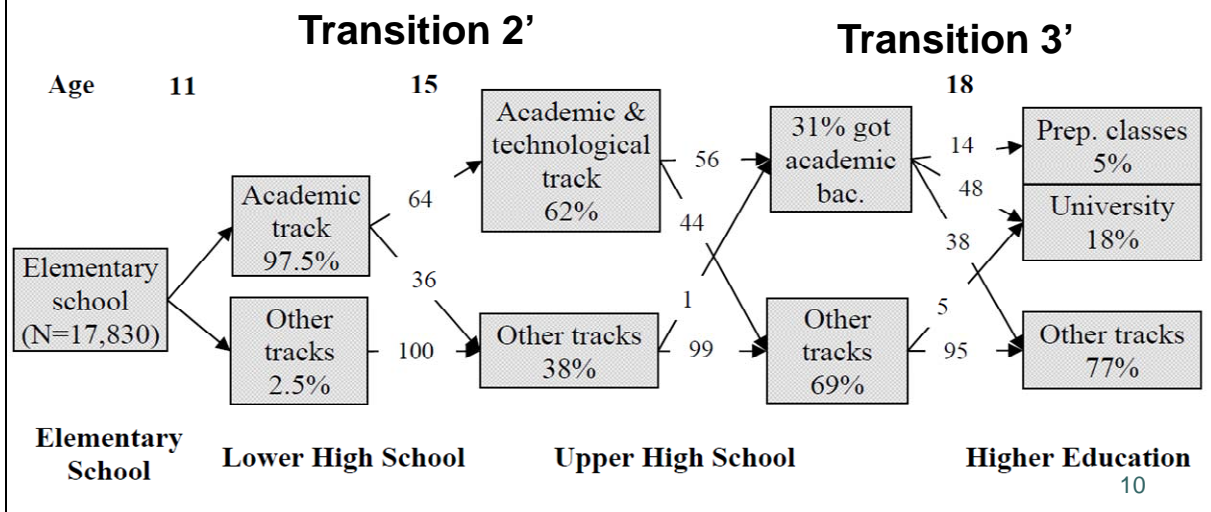 Transition 2’
Transition 3’
Age
11
15
18
Elementary
school
(N=17,830)
Academic
track
97.5%
Other
tracks
2.5%
64
36
100
Academic &
technological
track
62%
Other tracks
38%
56
44
1
99
31% got
academic
bac.
Other
tracks
69%
14
48
38
5
95
Prep. classes
5%
University
18%
Other tracks
77%
Elementary
School
Lower High School
Upper High School
Higher Education
10